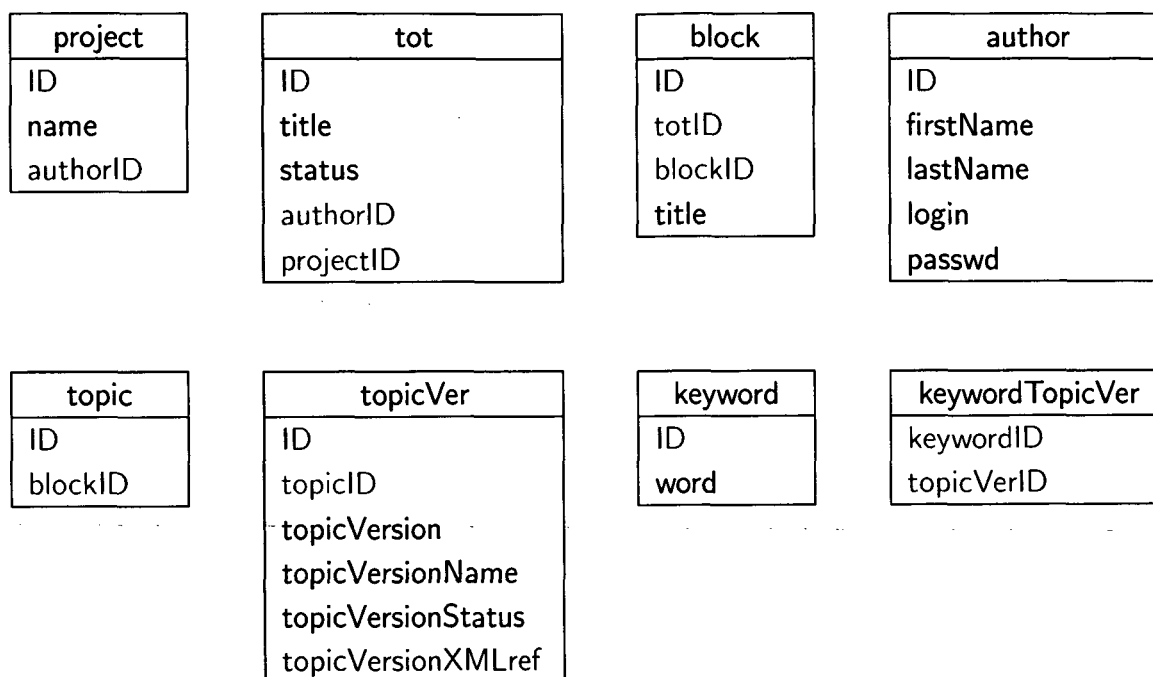 project
ID
name
authorID
tot
ID
title
status
authorID
projectID
block
ID
totID
blockID
title
author
ID
firstName
lastName
login
passwd
topic
ID
blockID
topicVer
ID
topicID
topicVersion
topicVersionName
topicVersionStatus
topicVersionXMLref
keyword
ID
word
keywordTopicVer
keywordID
topicVerID